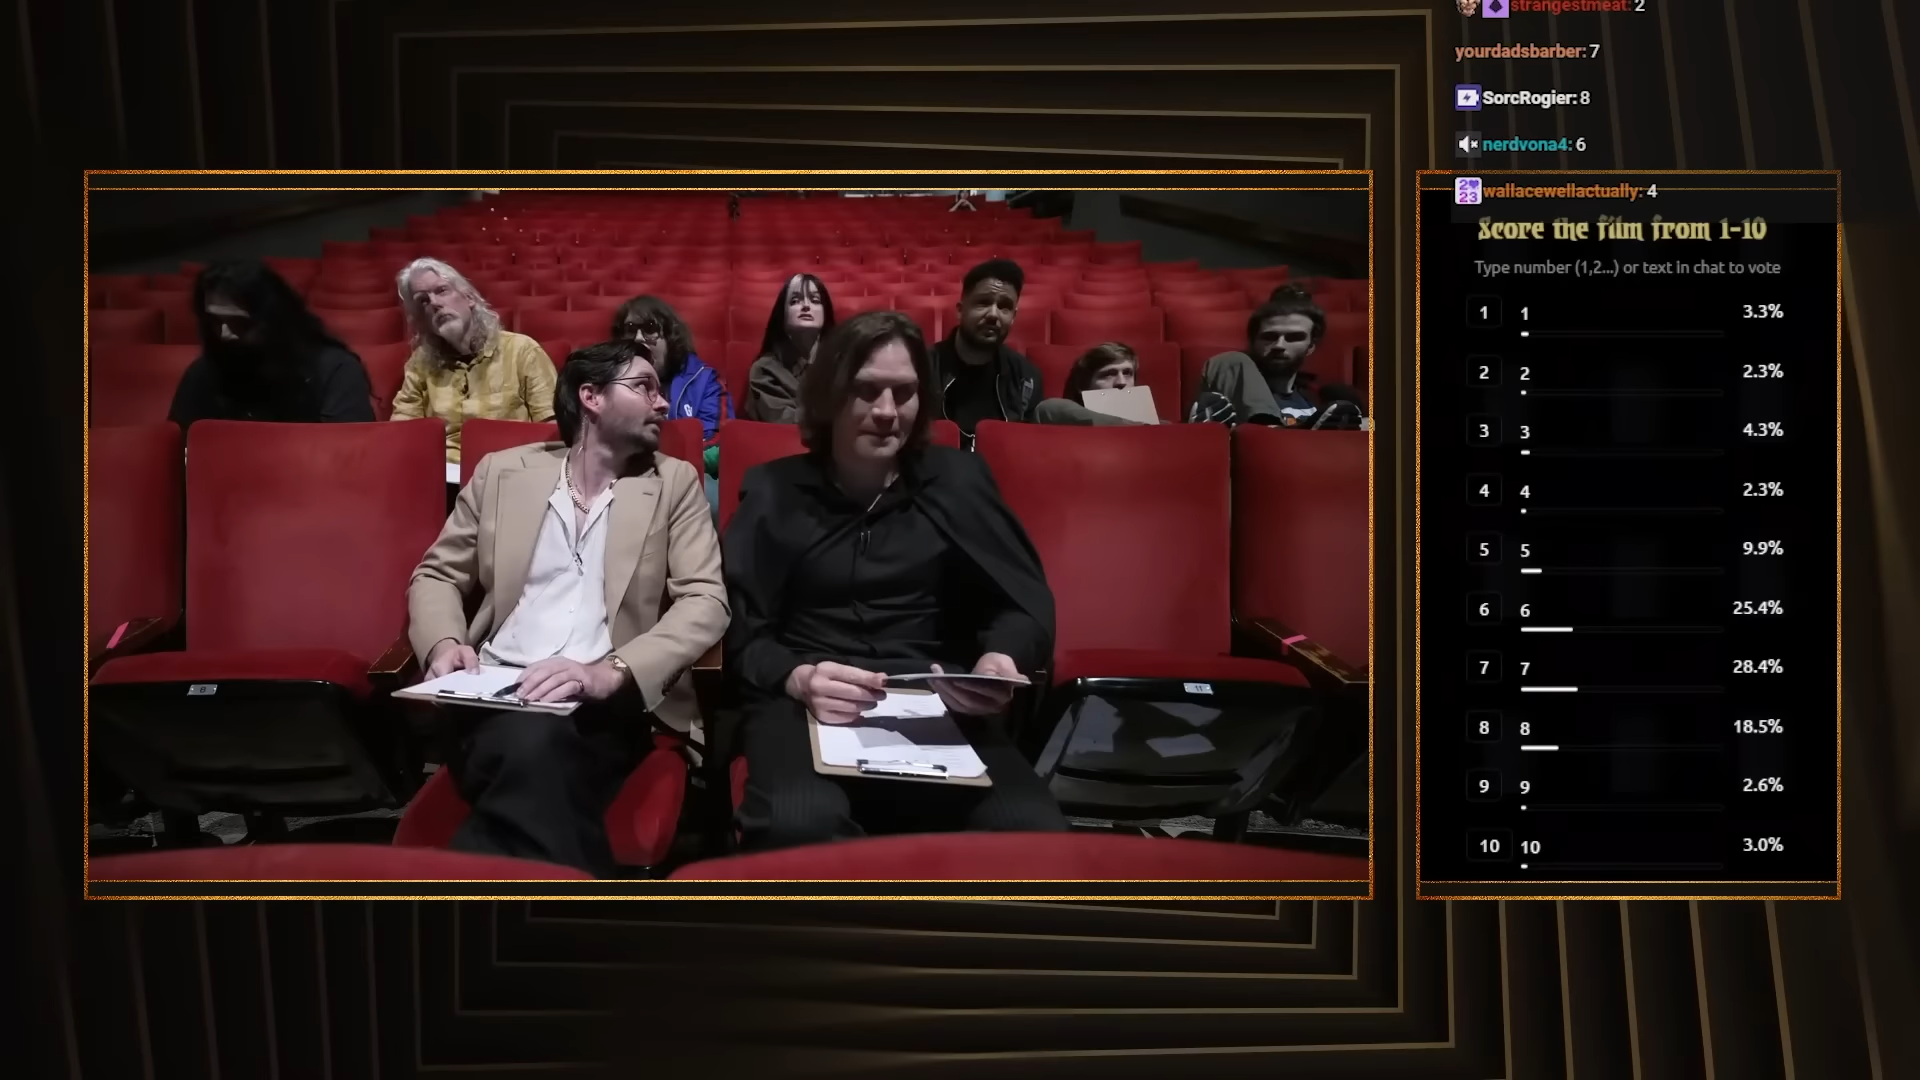 strangestmeat: 2
yourdadsbarber: 7
SorcRogier: 8
nerdvona4: 6
2 23 wallacewellactually: 4
Score the film from 1-10
Type number (1,2...) or text in chat to vote
1 1 3.3%
2 2 2.3%
3 3 4.3%
4 4 2.3%
5 5 9.9%
6 6 25.4%
7 7 28.4%
8 8 18.5%
9 9 2.6%
10 10 3.0%
11